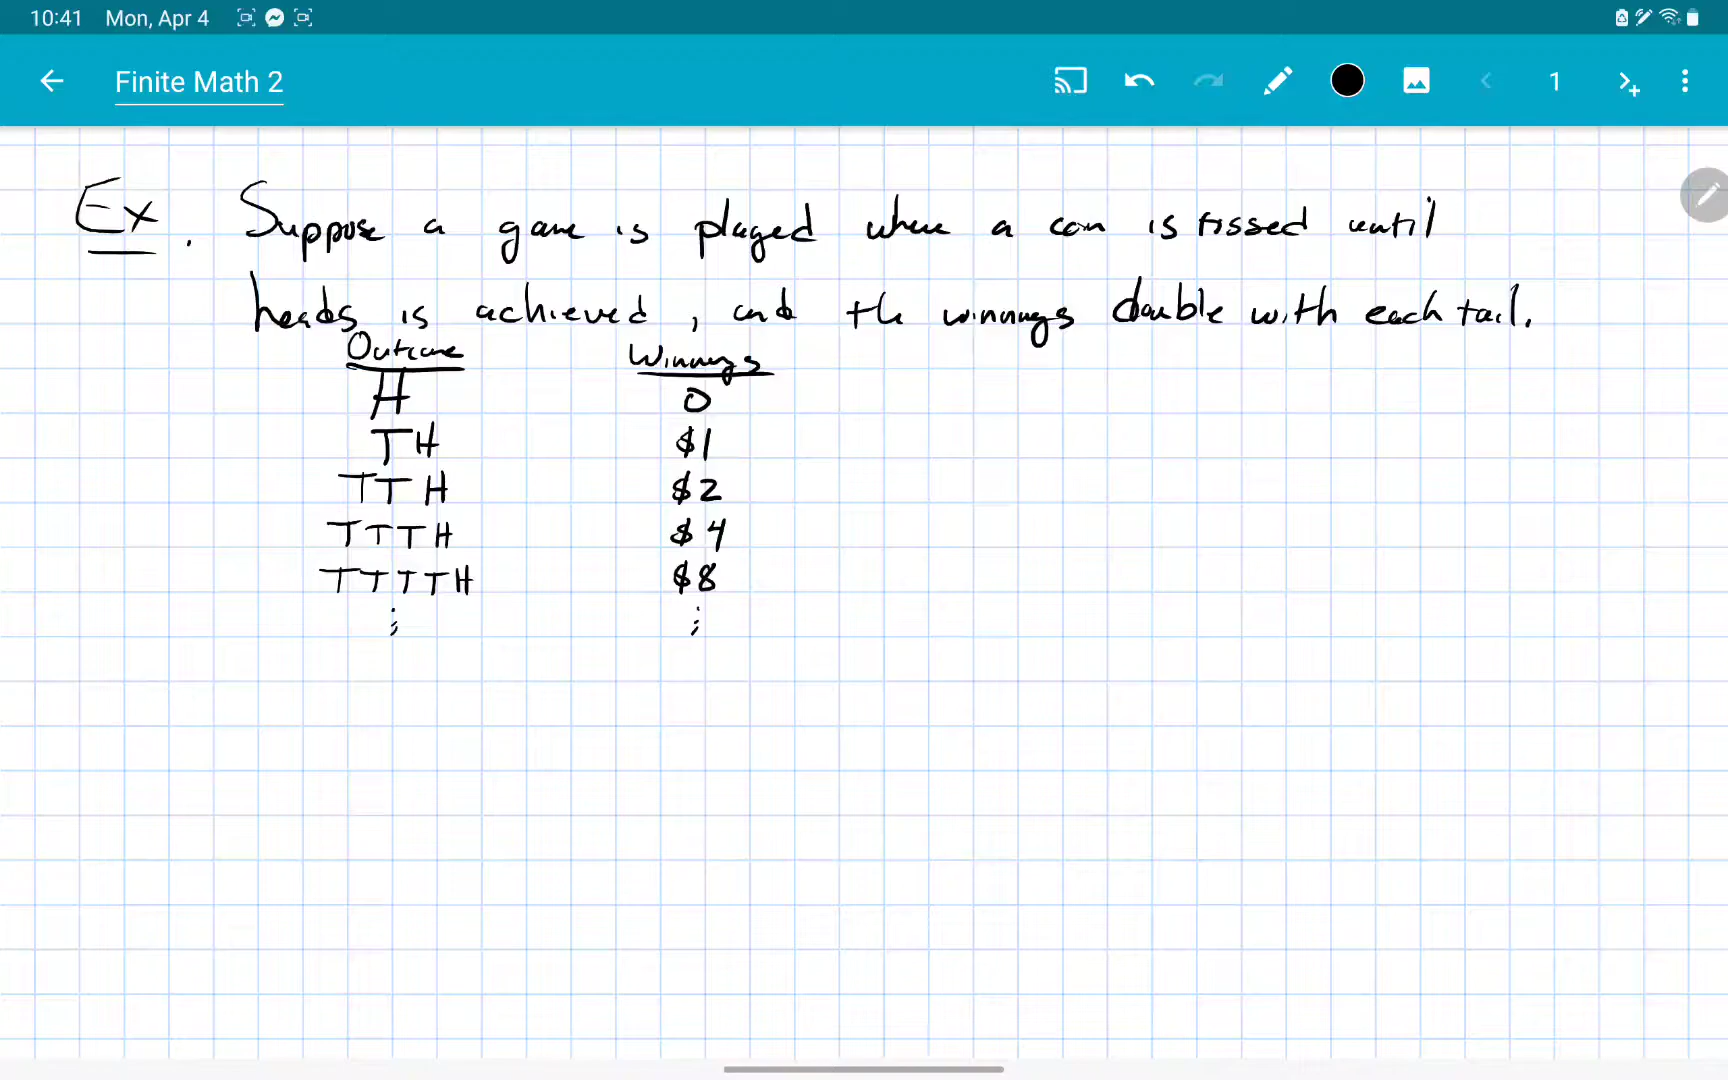 10:41 Mon, Apr 4
Finite Math 2
1
Ex. Suppose a game is played where a coin is tossed until
heads is achieved, and the winnings double with each tail.
Outcome Winnings
H 0
TH $1
TTH $2
TTTH $4
TTTTH $8
⋮ ⋮